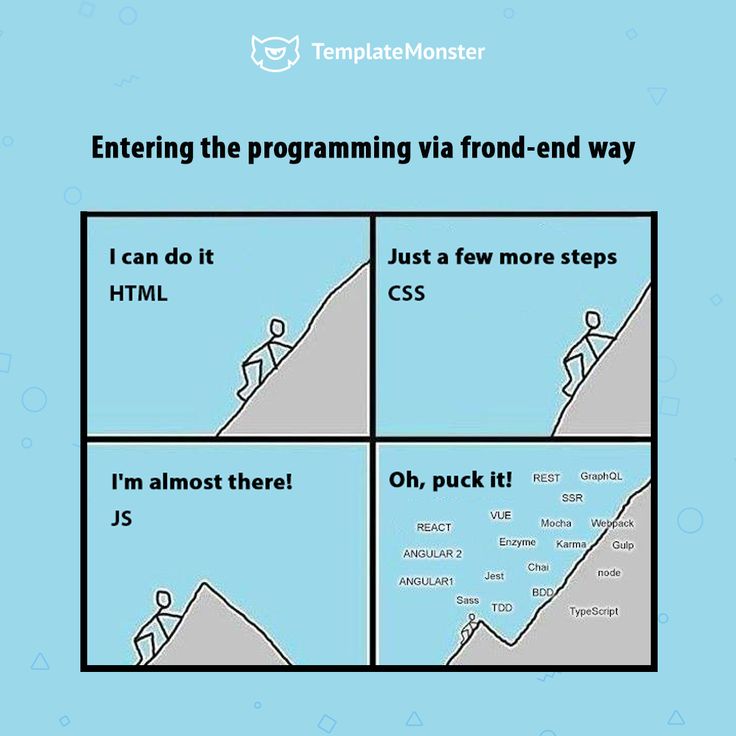 TemplateMonster
Entering the programming via frond-end way
I can do it
HTML
Just a few more steps
CSS
I'm almost there!
JS
Oh, puck it!
REST
GraphQL
SSR
VUE
REACT
Mocha
Webpack
Enzyme
Karma
Gulp
ANGULAR 2
Chai
node
Jest
ANGULAR1
BDD
Sass
TDD
TypeScript